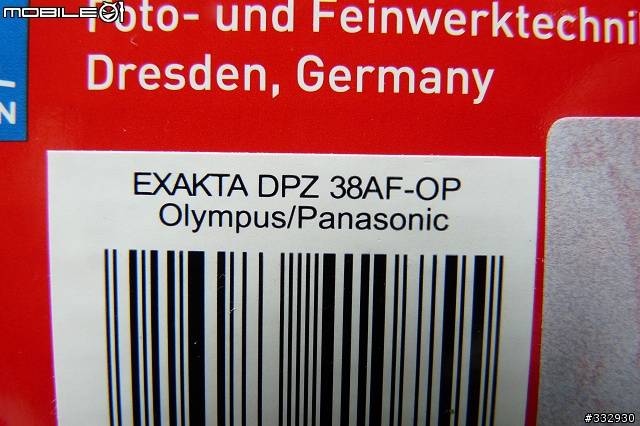 MOBILE01
Foto- und Feinwerktechni
Dresden, Germany
N
EXAKTA DPZ 38AF-OP
Olympus/Panasonic
#332930